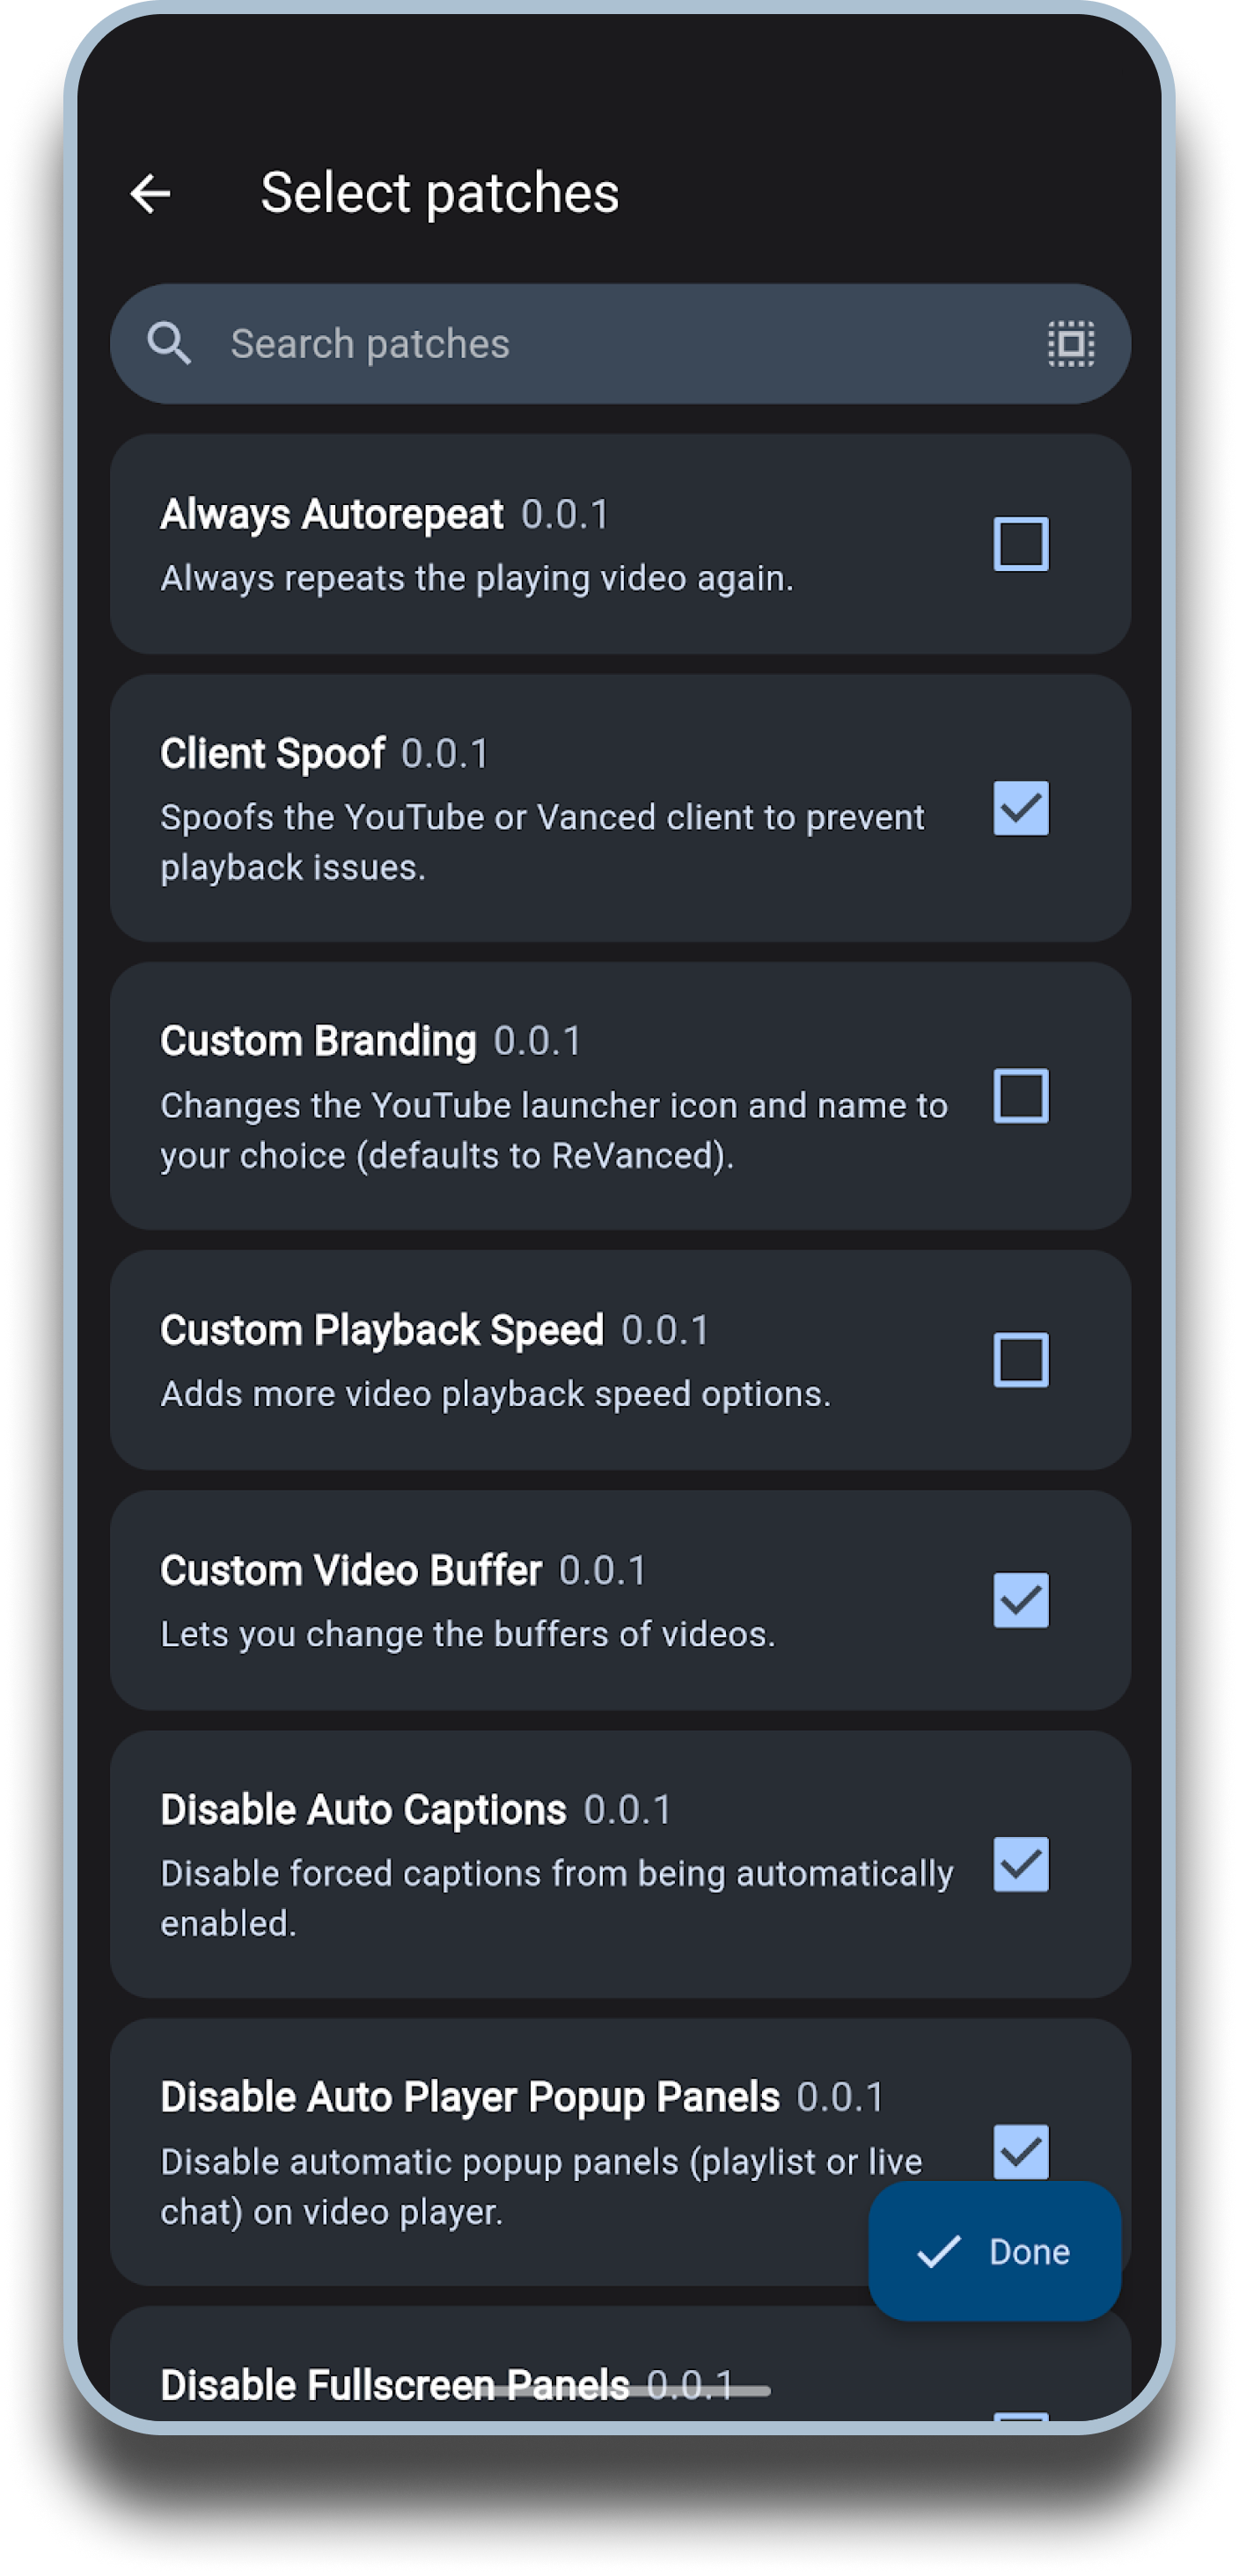 Select patches
Search patches
Always Autorepeat 0.0.1
Always repeats the playing video again.
Client Spoof 0.0.1
Spoofs the YouTube or Vanced client to prevent
playback issues.
Custom Branding 0.0.1
Changes the YouTube launcher icon and name to
your choice (defaults to ReVanced).
Custom Playback Speed 0.0.1
Adds more video playback speed options.
Custom Video Buffer 0.0.1
Lets you change the buffers of videos.
Disable Auto Captions 0.0.1
Disable forced captions from being automatically
enabled.
Disable Auto Player Popup Panels 0.0.1
Disable automatic popup panels (playlist or live
chat) on video player.
Done
Disable Fullscreen Panels 0.0.1